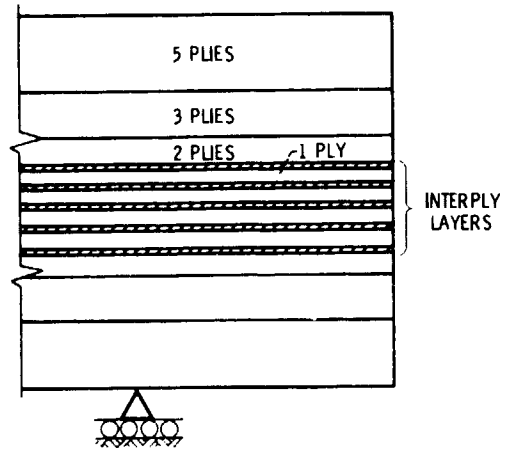 5 PLIES
3 PLIES
2 PLIES
1 PLY
INTERPLY
LAYERS